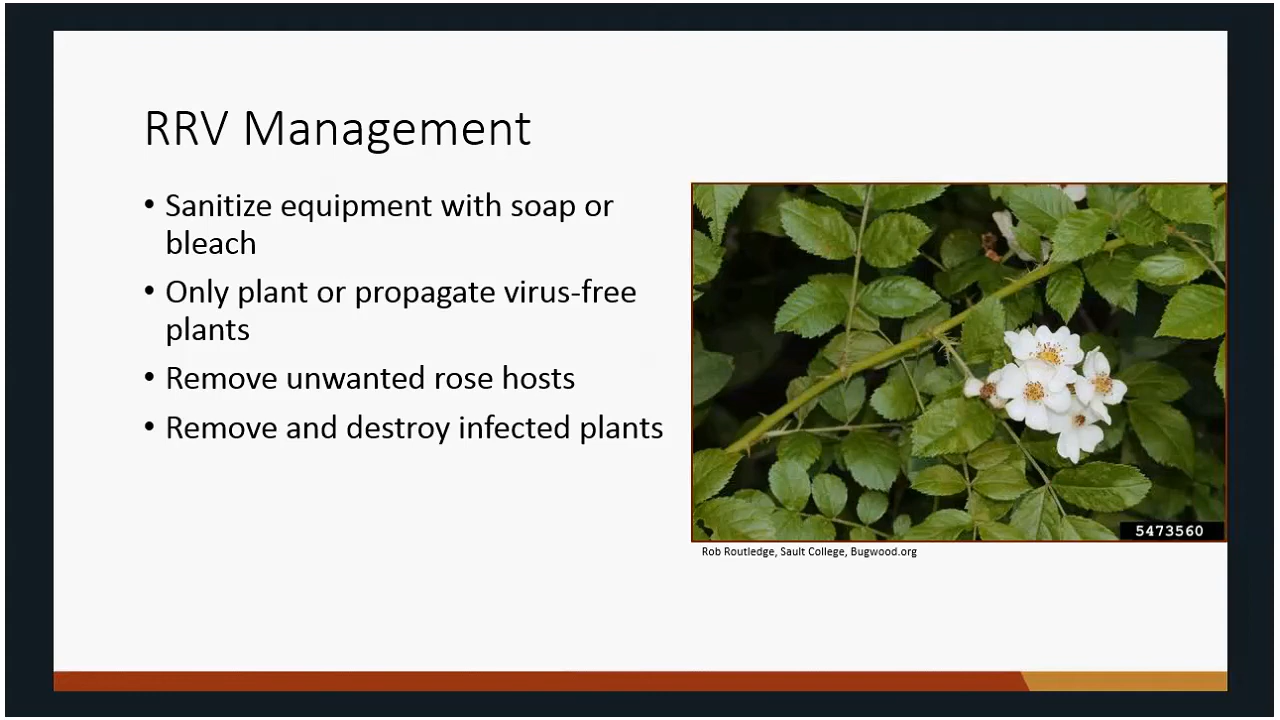 RRV Management
• Sanitize equipment with soap or
bleach
• Only plant or propagate virus-free
plants
• Remove unwanted rose hosts
• Remove and destroy infected plants
5473560
Rob Routledge, Sault College, Bugwood.org